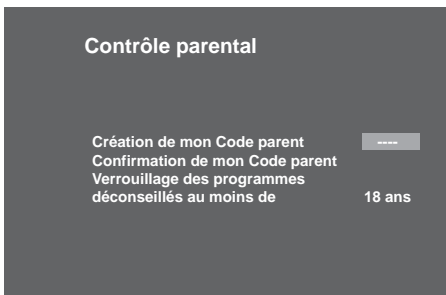 Contrôle parental
Création de mon Code parent ----
Confirmation de mon Code parent
Verrouillage des programmes
déconseillés au moins de 18 ans